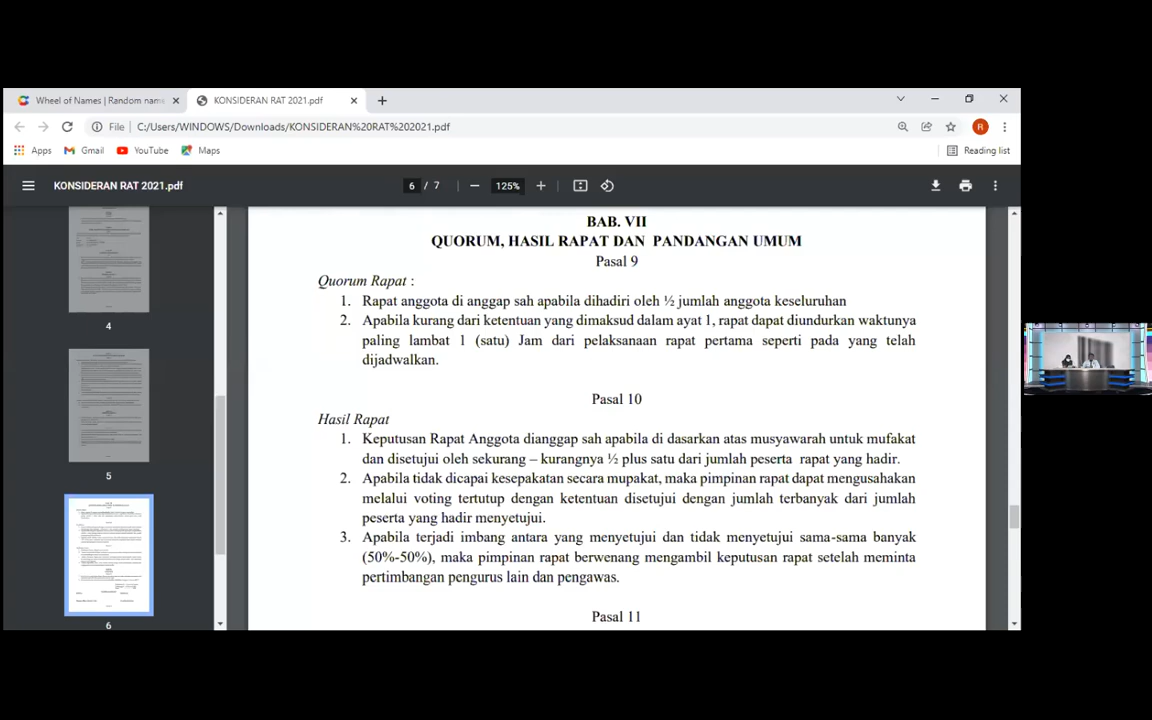 Wheel of Names | Random name
KONSIDERAN RAT 2021.pdf
File
C:/Users/WINDOWS/Downloads/KONSIDERAN%20RAT%202021.pdf
R
Apps
Gmail
YouTube
Maps
Reading list
KONSIDERAN RAT 2021.pdf
6 / 7
125%
4
5
6
BAB. VII
QUORUM, HASIL RAPAT DAN PANDANGAN UMUM
Pasal 9
Quorum Rapat :
1. Rapat anggota di anggap sah apabila dihadiri oleh ½ jumlah anggota keseluruhan
2. Apabila kurang dari ketentuan yang dimaksud dalam ayat 1, rapat dapat diundurkan waktunya
paling lambat 1 (satu) Jam dari pelaksanaan rapat pertama seperti pada yang telah
dijadwalkan.
Pasal 10
Hasil Rapat
1. Keputusan Rapat Anggota dianggap sah apabila di dasarkan atas musyawarah untuk mufakat
dan disetujui oleh sekurang – kurangnya ½ plus satu dari jumlah peserta rapat yang hadir.
2. Apabila tidak dicapai kesepakatan secara mupakat, maka pimpinan rapat dapat mengusahakan
melalui voting tertutup dengan ketentuan disetujui dengan jumlah terbanyak dari jumlah
peserta yang hadir menyetujui.
3. Apabila terjadi imbang antara yang menyetujui dan tidak menyetujui sama-sama banyak
(50%-50%), maka pimpinan rapat berwenang mengambil keputusan rapat setelah meminta
pertimbangan pengurus lain dan pengawas.
Pasal 11